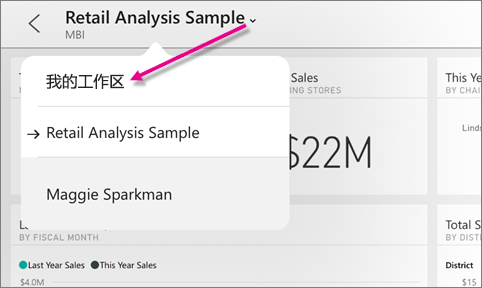 Retail Analysis Sample
MBI
我的工作区
Retail Analysis Sample
Maggie Sparkman
Sales
ING STORES
$22M
This Ye
BY CHAI
Linds
BY FISCAL MONTH
Last Year Sales This Year Sales
$4.0M
Total S
BY DISTRI
District
$15